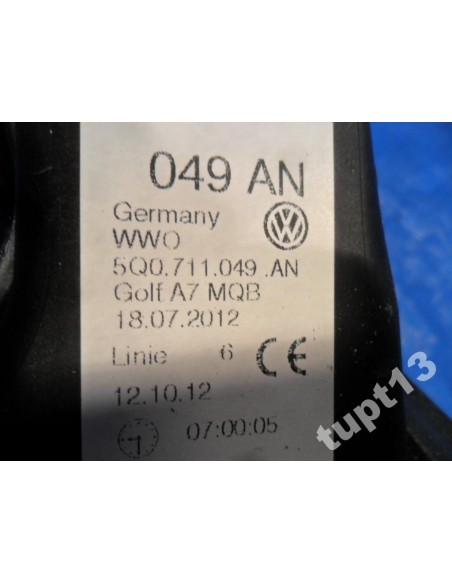 049 AN
Germany
WWO
5Q0.711.049 .AN
Golf A7 MQB
18.07.2012
Linie 6 CE
12.10.12
1 07:00:05
tupt13